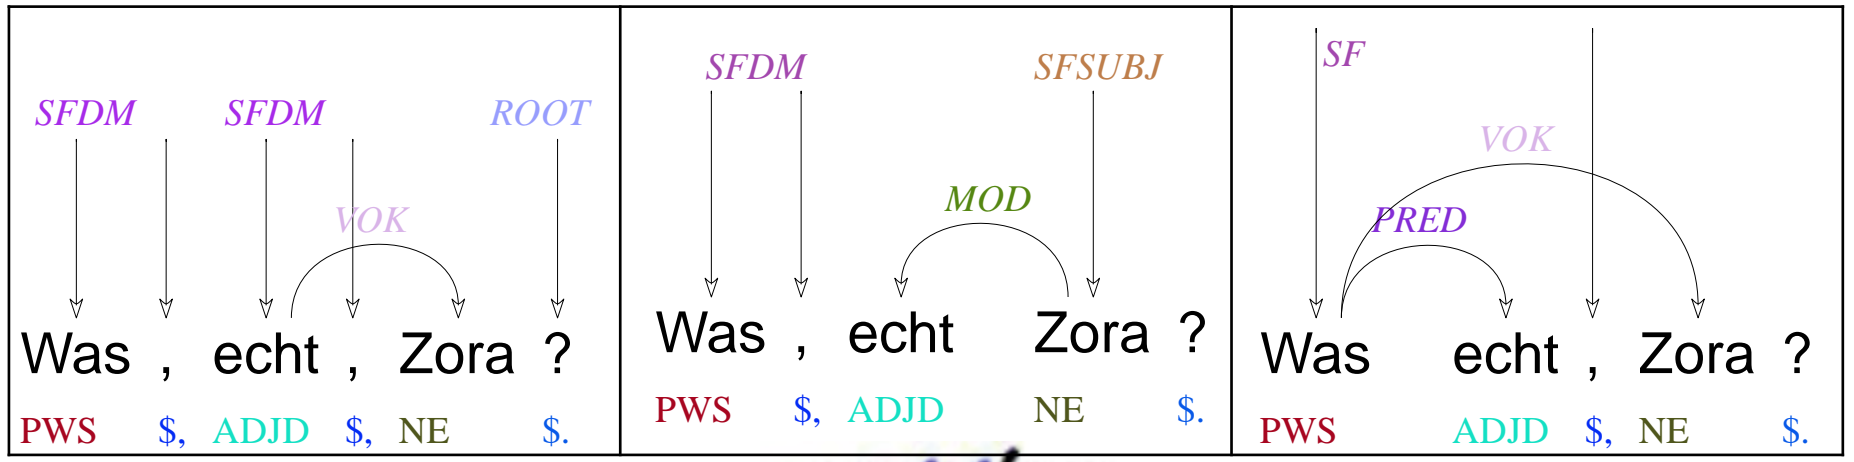 SFDM SFDM ROOT
VOK
Was , echt , Zora ?
PWS $, ADJD $, NE $.
SFDM SFSUBJ
MOD
Was , echt Zora ?
PWS $, ADJD NE $.
SF
VOK
PRED
Was echt , Zora ?
PWS ADJD $, NE $.